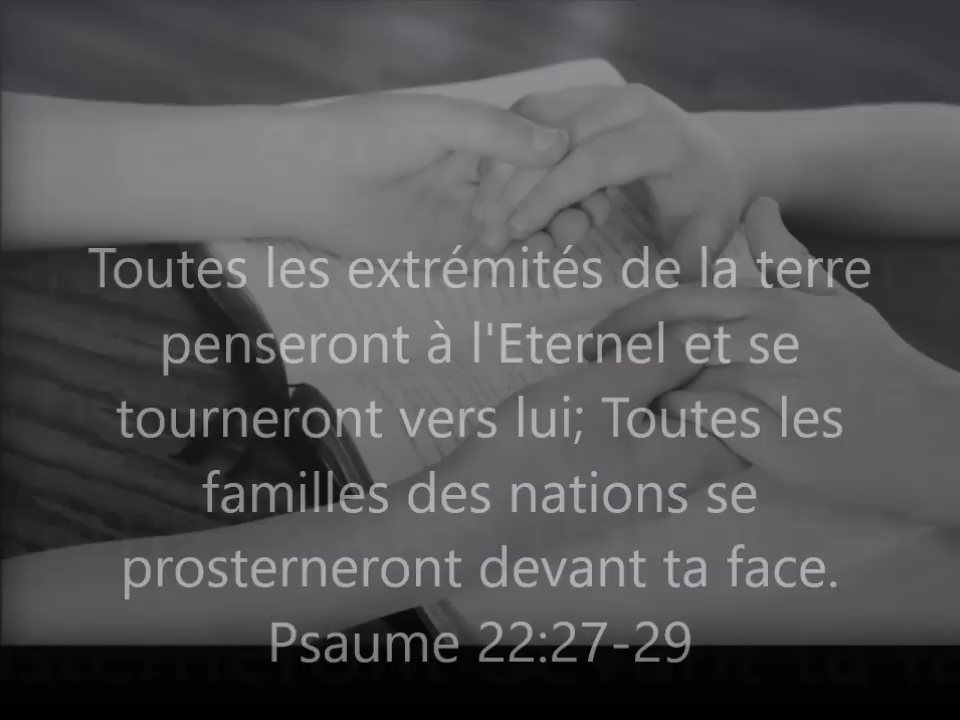 Toutes les extrémités de la terre
penseront à l'Eternel et se
tourneront vers lui; Toutes les
familles des nations se
prosterneront devant ta face.
Psaume 22:27-29